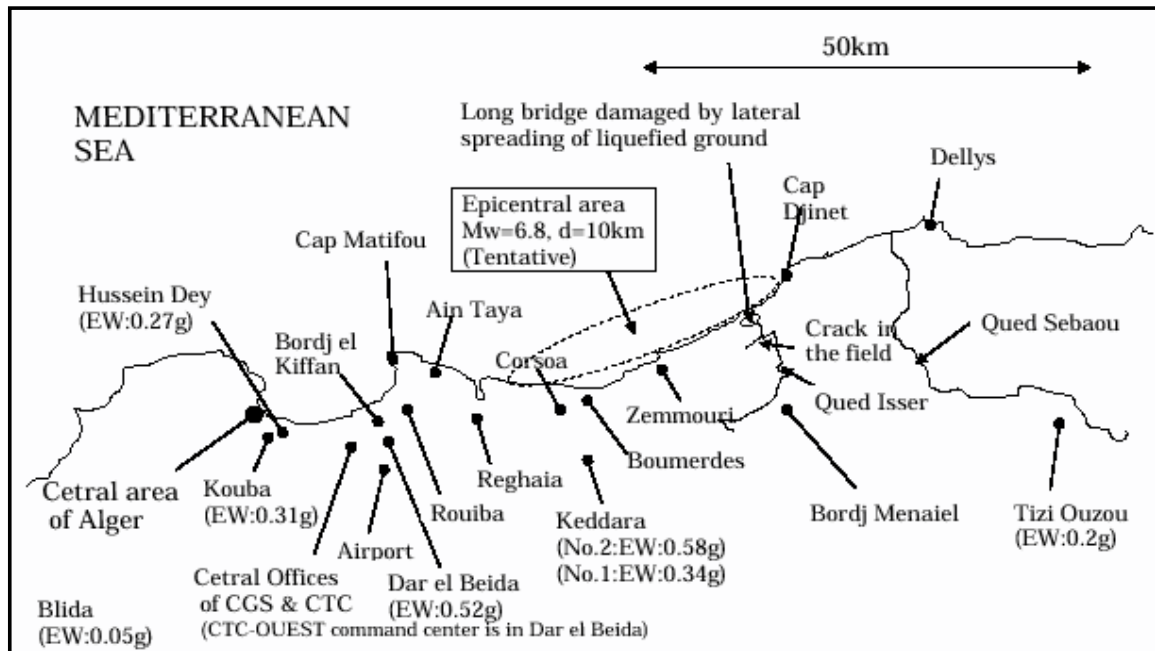 50km
MEDITERRANEAN
SEA
Long bridge damaged by lateral
spreading of liquefied ground
Dellys
Cap
Djinet
Epicentral area
Mw=6.8, d=10km
(Tentative)
Cap Matifou
Hussein Dey
(EW:0.27g)
Ain Taya
Bordj el
Kiffan
Corsoa
Crack in
the field
Qued Sebaou
Zemmouri
Qued Isser
Cetral area
of Alger
Kouba
(EW:0.31g)
Reghaia
Boumerdes
Rouiba
Airport
Keddara
(No.2:EW:0.58g)
(No.1:EW:0.34g)
Bordj Menaiel
Tizi Ouzou
(EW:0.2g)
Cetral Offices
of CGS & CTC
Dar el Beida
(EW:0.52g)
(CTC-OUEST command center is in Dar el Beida)
Blida
(EW:0.05g)